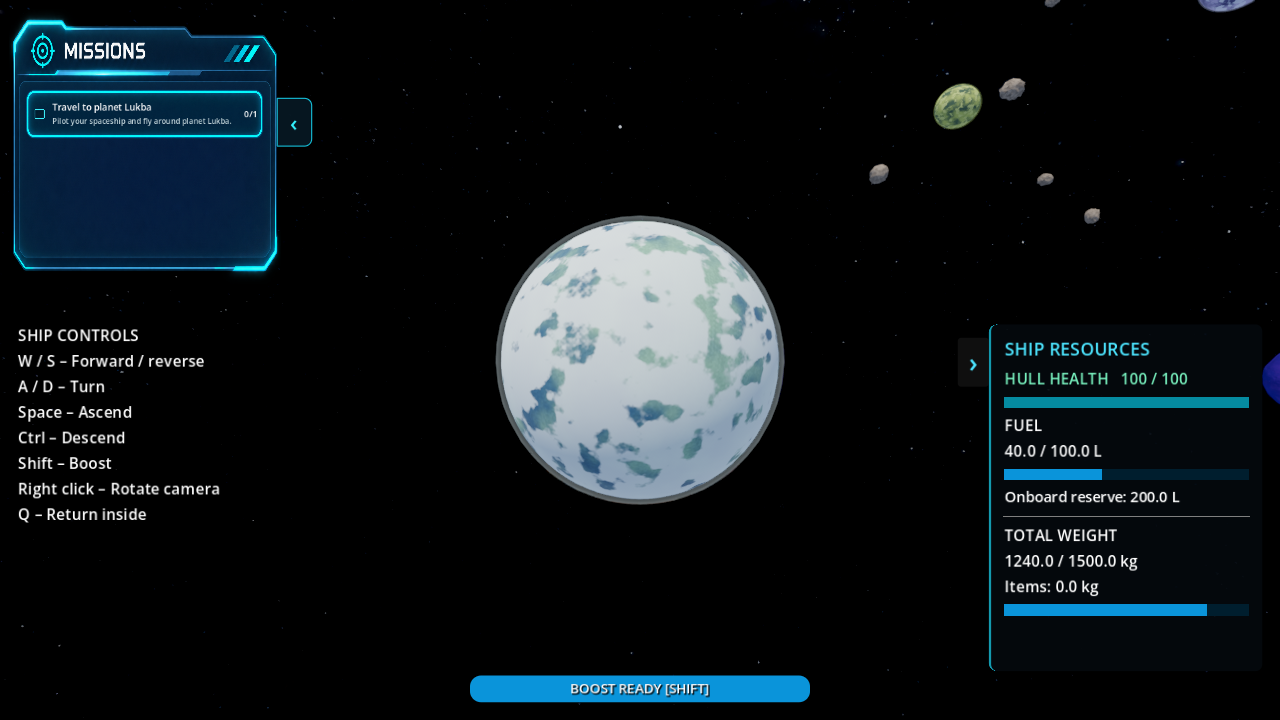 MISSIONS
Travel to planet Lukba
Pilot your spaceship and fly around planet Lukba.
0/1
SHIP CONTROLS
W / S – Forward / reverse
A / D – Turn
Space – Ascend
Ctrl – Descend
Shift – Boost
Right click – Rotate camera
Q – Return inside
SHIP RESOURCES
HULL HEALTH 100 / 100
FUEL
40.0 / 100.0 L
Onboard reserve: 200.0 L
TOTAL WEIGHT
1240.0 / 1500.0 kg
Items: 0.0 kg
BOOST READY [SHIFT]